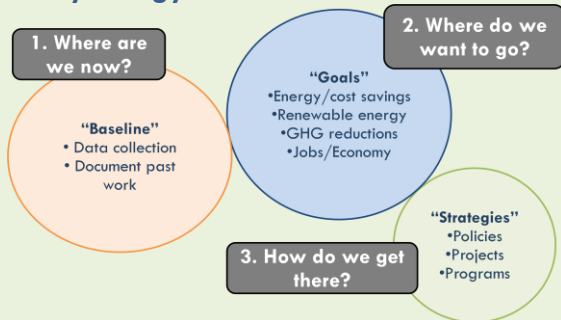 1. Where are
we now?
2. Where do we
want to go?
“Baseline”
• Data collection
• Document past
work
“Goals”
•Energy/cost savings
•Renewable energy
•GHG reductions
•Jobs/Economy
3. How do we get
there?
“Strategies”
•Policies
•Projects
•Programs